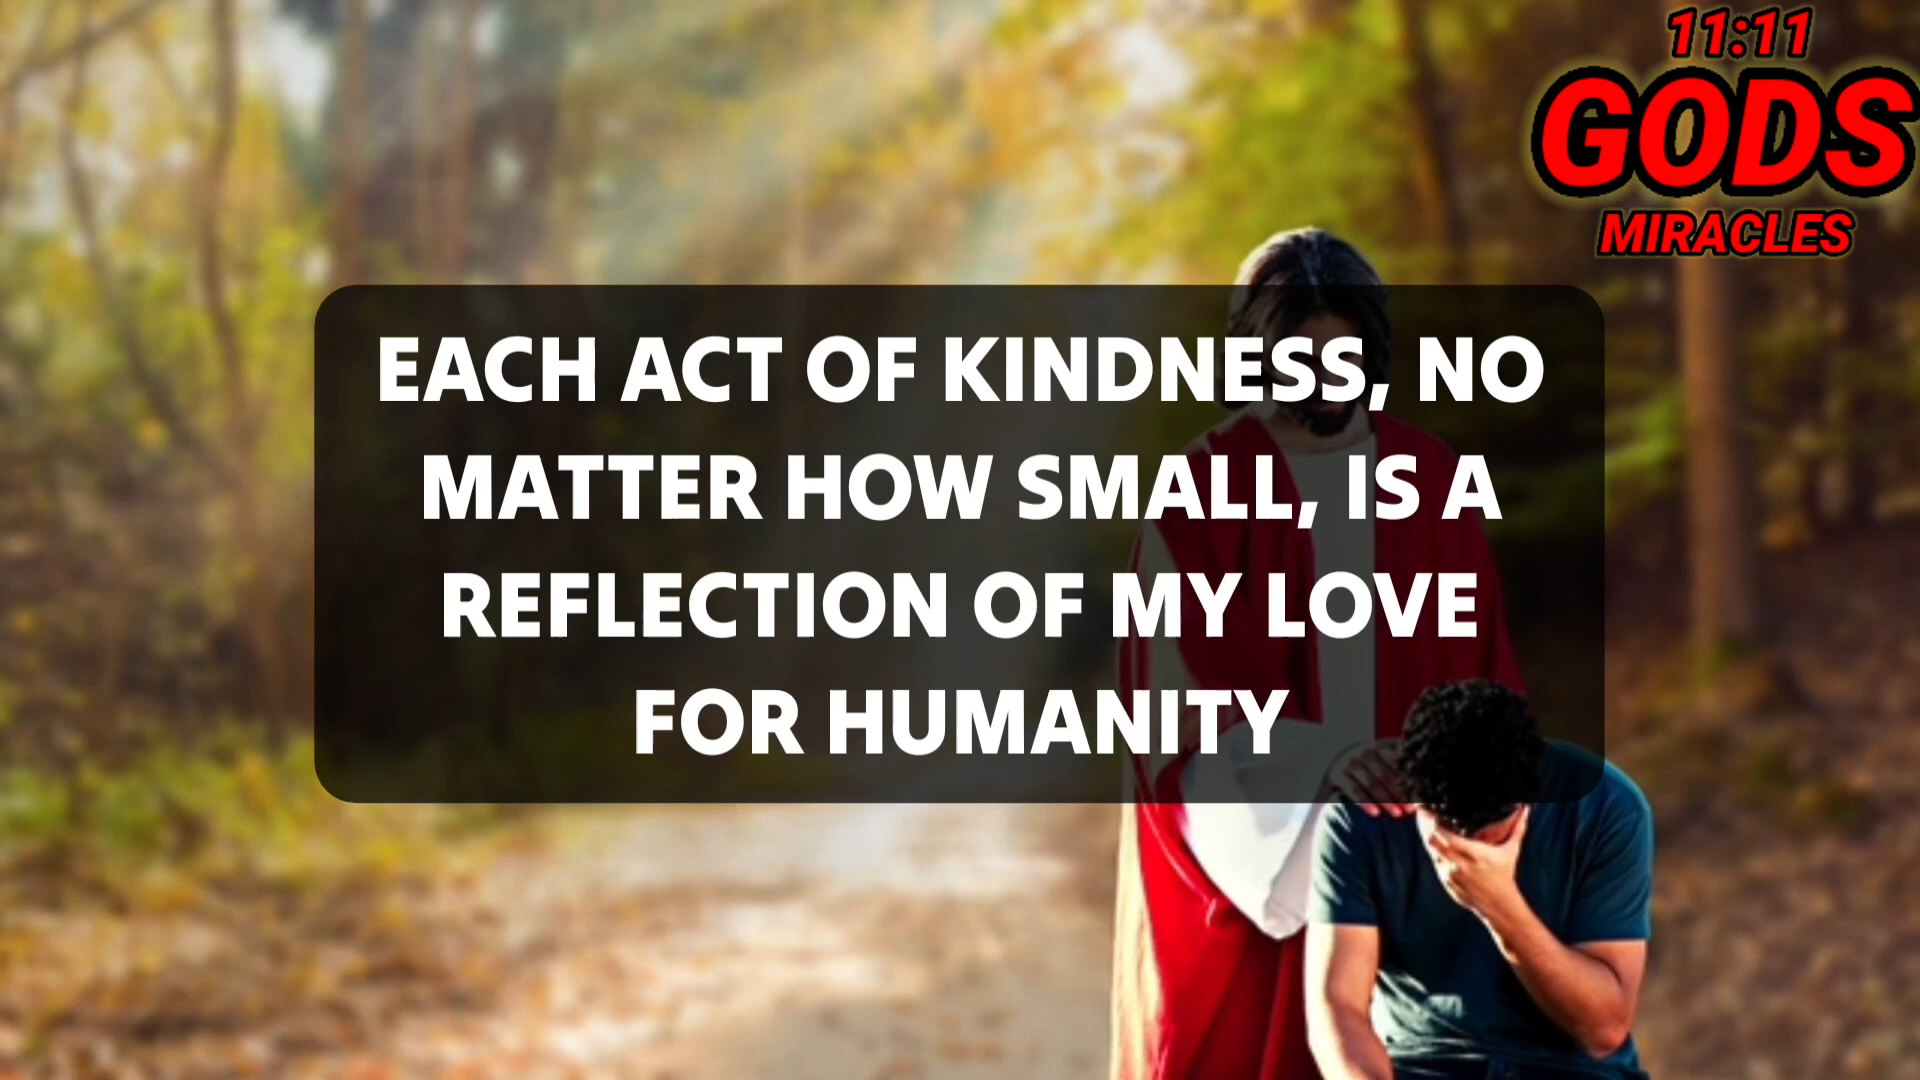 11:11
GODS
MIRACLES
EACH ACT OF KINDNESS, NO
MATTER HOW SMALL, IS A
REFLECTION OF MY LOVE
FOR HUMANITY